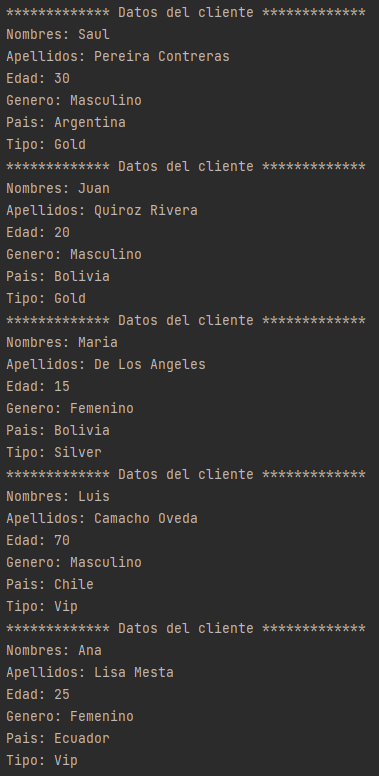 ************* Datos del cliente *************
Nombres: Saul
Apellidos: Pereira Contreras
Edad: 30
Genero: Masculino
Pais: Argentina
Tipo: Gold
************* Datos del cliente *************
Nombres: Juan
Apellidos: Quiroz Rivera
Edad: 20
Genero: Masculino
Pais: Bolivia
Tipo: Gold
************* Datos del cliente *************
Nombres: Maria
Apellidos: De Los Angeles
Edad: 15
Genero: Femenino
Pais: Bolivia
Tipo: Silver
************* Datos del cliente *************
Nombres: Luis
Apellidos: Camacho Oveda
Edad: 70
Genero: Masculino
Pais: Chile
Tipo: Vip
************* Datos del cliente *************
Nombres: Ana
Apellidos: Lisa Mesta
Edad: 25
Genero: Femenino
Pais: Ecuador
Tipo: Vip